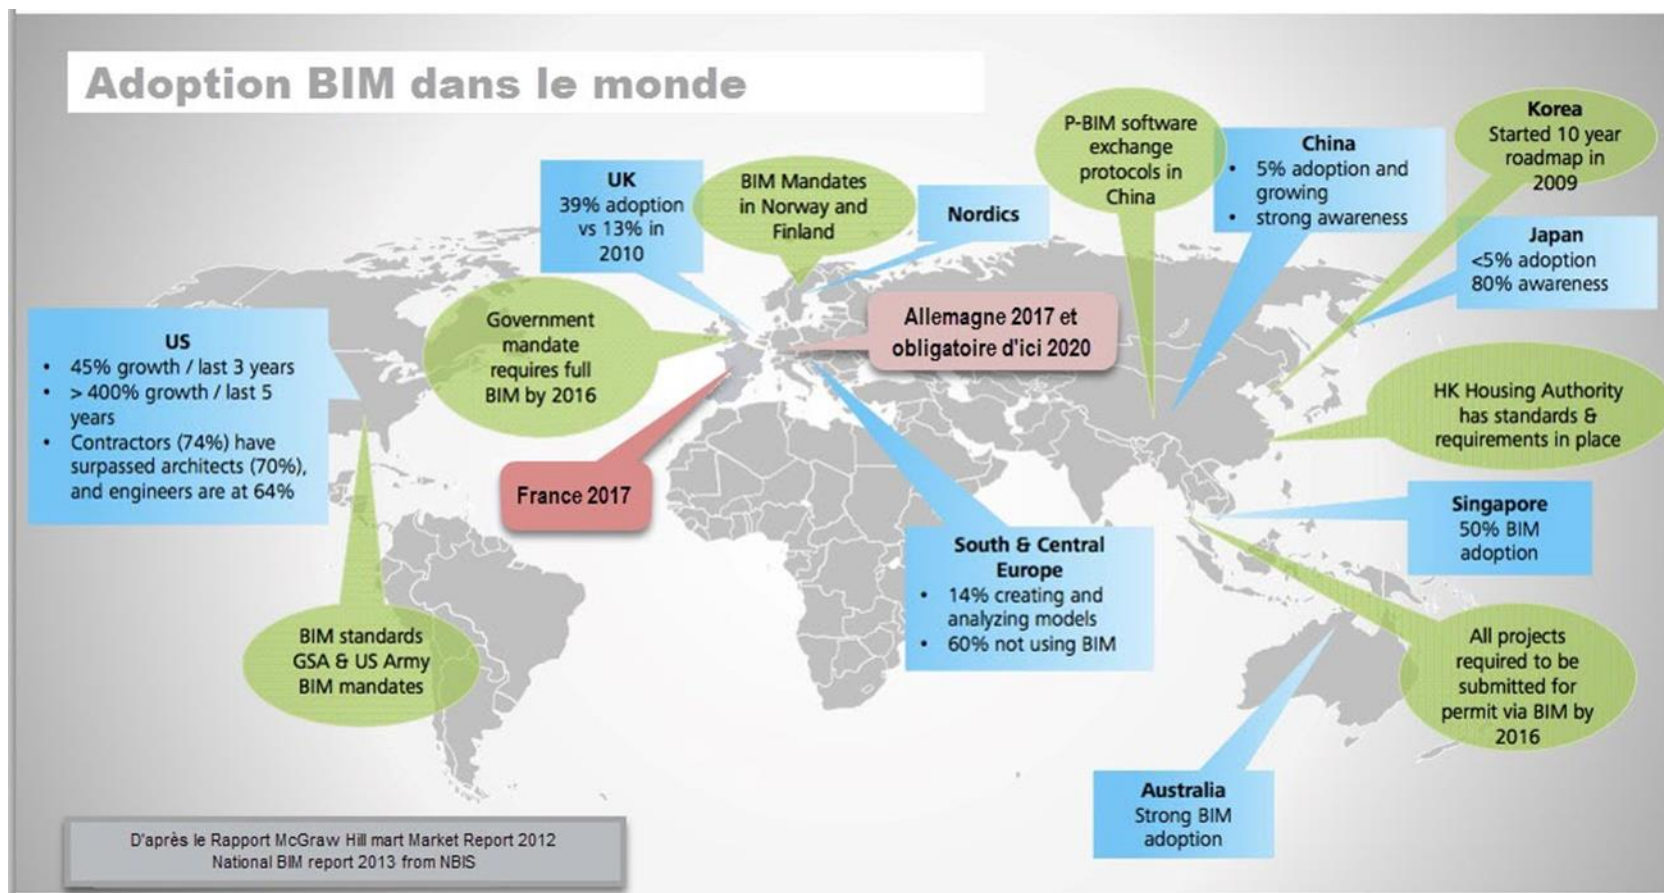 Adoption BIM dans le monde
UK
39% adoption
vs 13% in
2010
BIM Mandates
in Norway and
Finland
Nordics
P-BIM software
exchange
protocols in
China
China
• 5% adoption and
growing
• strong awareness
Korea
Started 10 year
roadmap in
2009
Japan
<5% adoption
80% awareness
US
• 45% growth / last 3 years
• > 400% growth / last 5
years
• Contractors (74%) have
surpassed architects (70%),
and engineers are at 64%
Government
mandate
requires full
BIM by 2016
Allemagne 2017 et
obligatoire d'ici 2020
HK Housing Authority
has standards &
requirements in place
France 2017
Singapore
50% BIM
adoption
South & Central
Europe
• 14% creating and
analyzing models
• 60% not using BIM
BIM standards
GSA & US Army
BIM mandates
All projects
required to be
submitted for
permit via BIM by
2016
Australia
Strong BIM
adoption
D'après le Rapport McGraw Hill mart Market Report 2012
National BIM report 2013 from NBIS